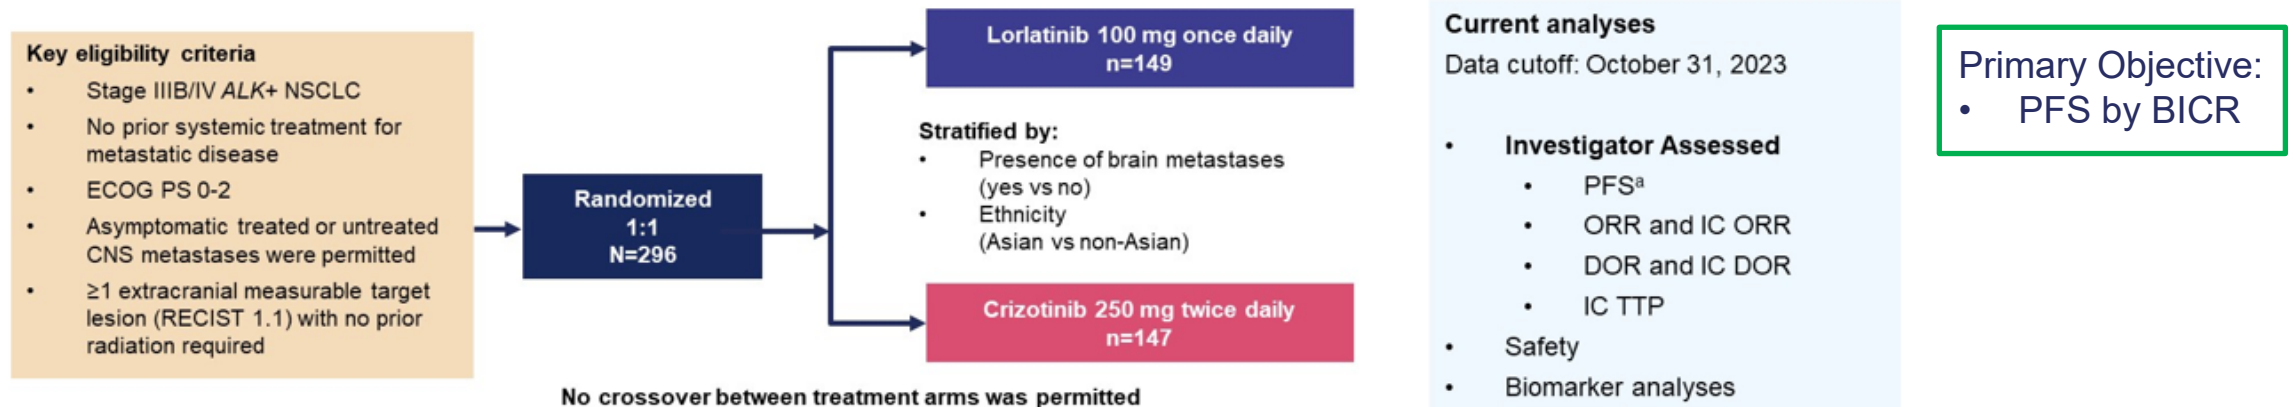 Key eligibility criteria
• Stage IIIB/IV ALK+ NSCLC
• No prior systemic treatment for
metastatic disease
• ECOG PS 0-2
• Asymptomatic treated or untreated
CNS metastases were permitted
• ≥1 extracranial measurable target
lesion (RECIST 1.1) with no prior
radiation required
Randomized
1:1
N=296
Lorlatinib 100 mg once daily
n=149
Stratified by:
• Presence of brain metastases
(yes vs no)
• Ethnicity
(Asian vs non-Asian)
Crizotinib 250 mg twice daily
n=147
No crossover between treatment arms was permitted
Current analyses
Data cutoff: October 31, 2023
• Investigator Assessed
• PFSᵃ
• ORR and IC ORR
• DOR and IC DOR
• IC TTP
• Safety
• Biomarker analyses
Primary Objective:
• PFS by BICR